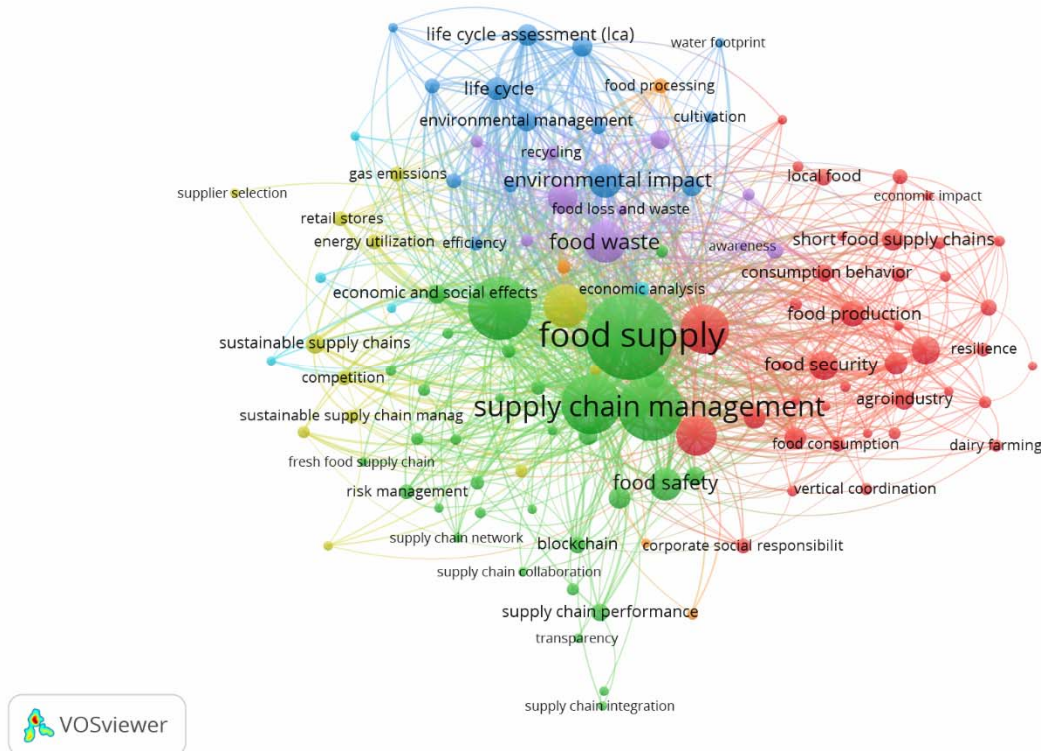 life cycle assessment (lca)
water footprint
life cycle
food processing
environmental management
cultivation
recycling
gas emissions
environmental impact
local food
supplier selection
economic impact
retail stores
food loss and waste
energy utilization
efficiency
food waste
awareness
short food supply chains
consumption behavior
economic and social effects
economic analysis
food production
food supply
sustainable supply chains
resilience
food security
competition
supply chain management
agroindustry
sustainable supply chain manag
food consumption
dairy farming
fresh food supply chain
risk management
food safety
vertical coordination
supply chain network
blockchain
corporate social responsibilit
supply chain collaboration
supply chain performance
transparency
supply chain integration
VOSviewer